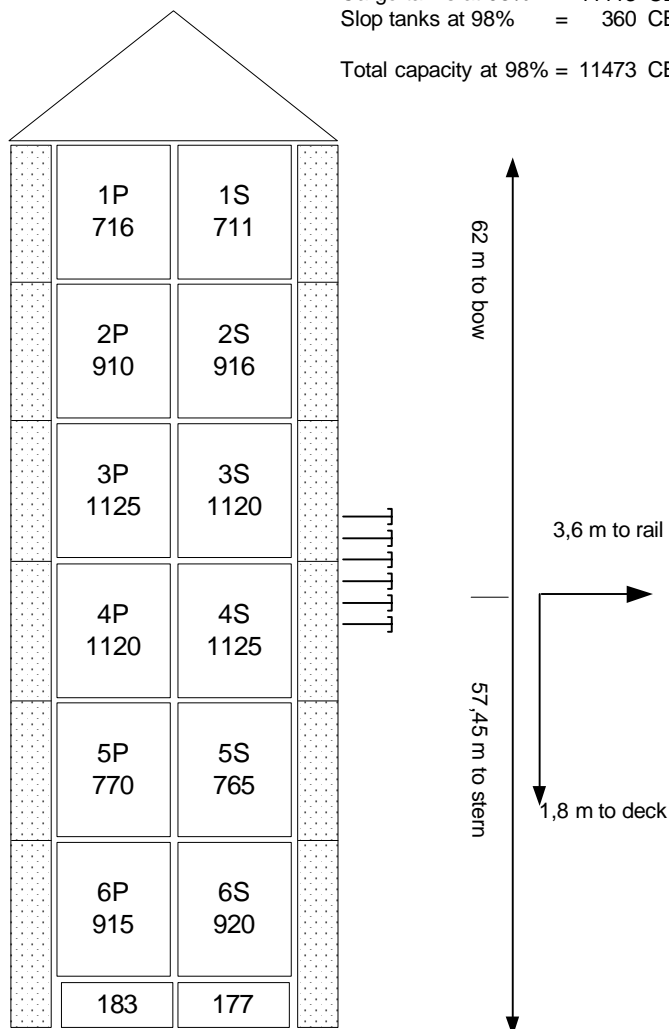 Slop tanks at 98% = 360
Total capacity at 98% = 11473
1P 1S
716 711
2P 2S
910 916
3P 3S
1125 1120
4P 4S
1120 1125
5P 5S
770 765
6P 6S
915 920
183 177
62 m to bow
57,45 m to stern
3,6 m to rail
1,8 m to deck